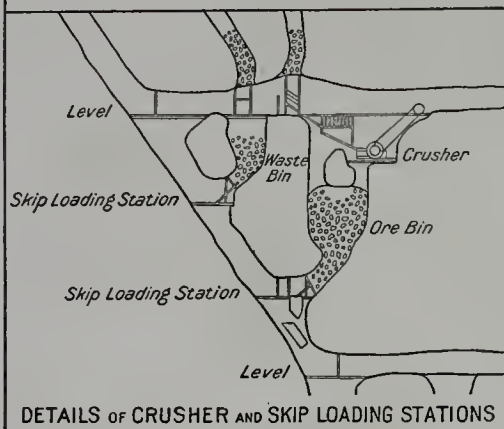 Level
Waste
Bin
Crusher
Skip Loading Station
Ore Bin
Skip Loading Station
Level
DETAILS OF CRUSHER AND SKIP LOADING STATIONS